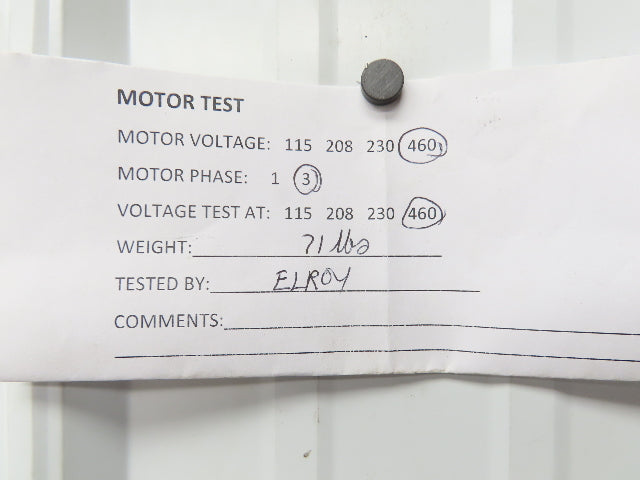 MOTOR TEST
MOTOR VOLTAGE: 115 208 230 460
MOTOR PHASE: 1 3
VOLTAGE TEST AT: 115 208 230 460
WEIGHT: 71 lbs
TESTED BY: ELROY
COMMENTS: